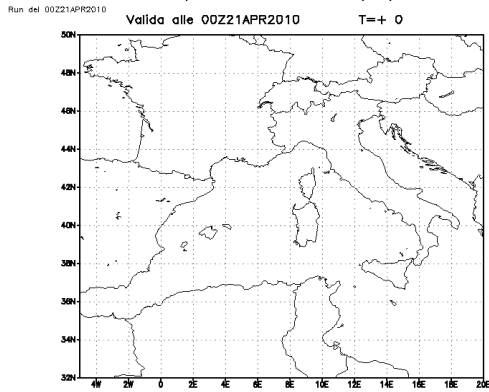 Run del 00Z21APR2010
Valida alle 00Z21APR2010 T=+ 0
50N
48N
46N
44N
42N
40N
38N
36N
34N
32N
4W 2W 0 2E 4E 6E 8E 10E 12E 14E 16E 18E 20E